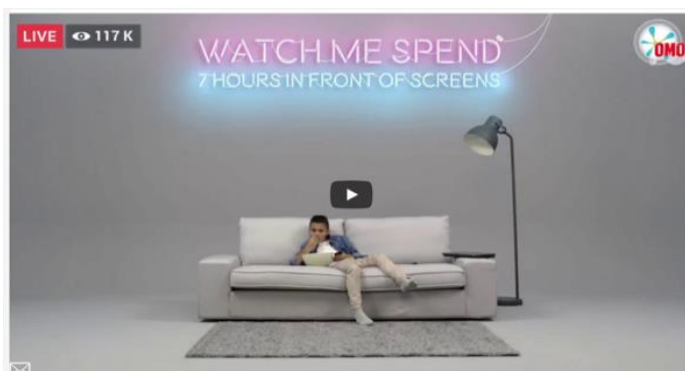 LIVE 117 K
WATCH ME SPEND
7 HOURS IN FRONT OF SCREENS
OMO